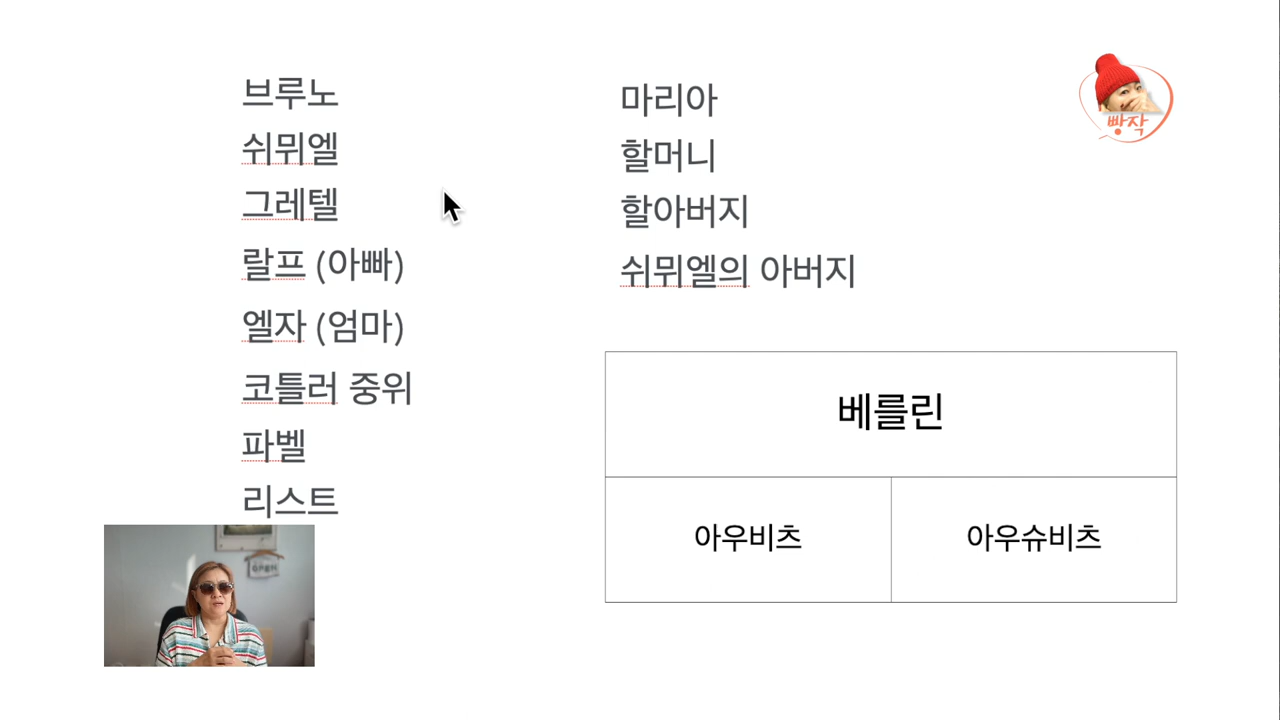 브루노
쉬뮈엘
그레텔
랄프 (아빠)
엘자 (엄마)
코틀러 중위
파벨
리스트
마리아
할머니
할아버지
쉬뮈엘의 아버지
베를린
아우비츠
아우슈비츠
빵작
OPEN